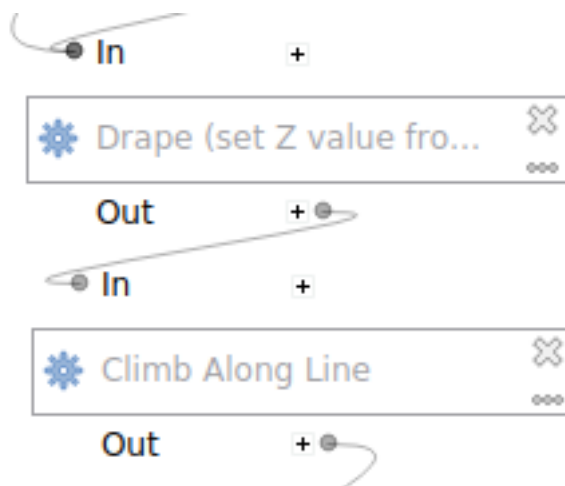 In
Drape (set Z value fro...
Out
In
Climb Along Line
Out